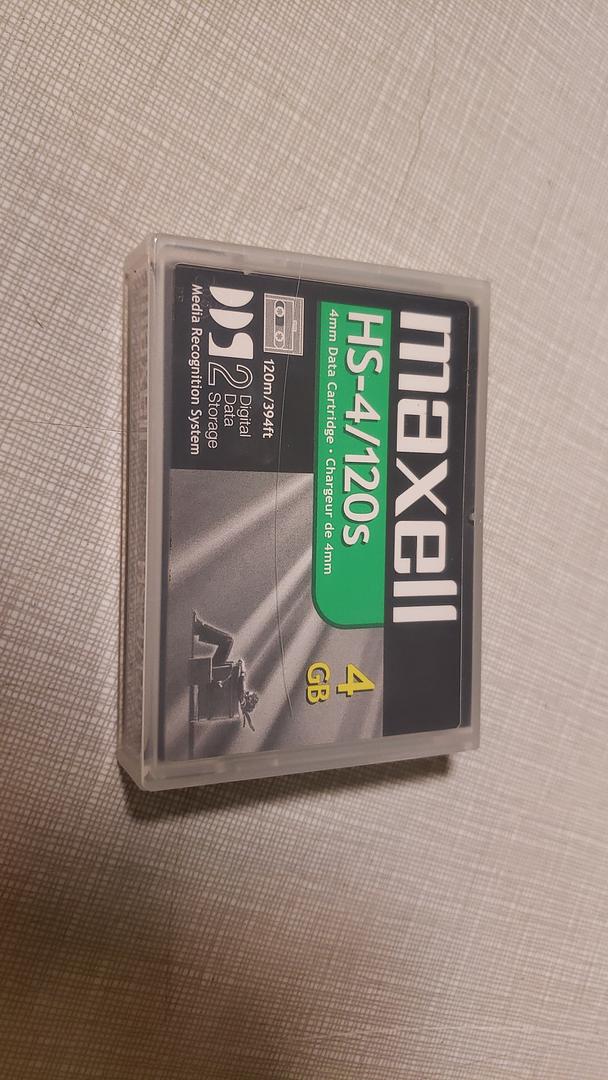 maxell
HS-4/120s
4mm Data Cartridge • Chargeur de 4mm
4
GB
120m/394ft
DDS2
Digital
Data
Storage
Media Recognition System